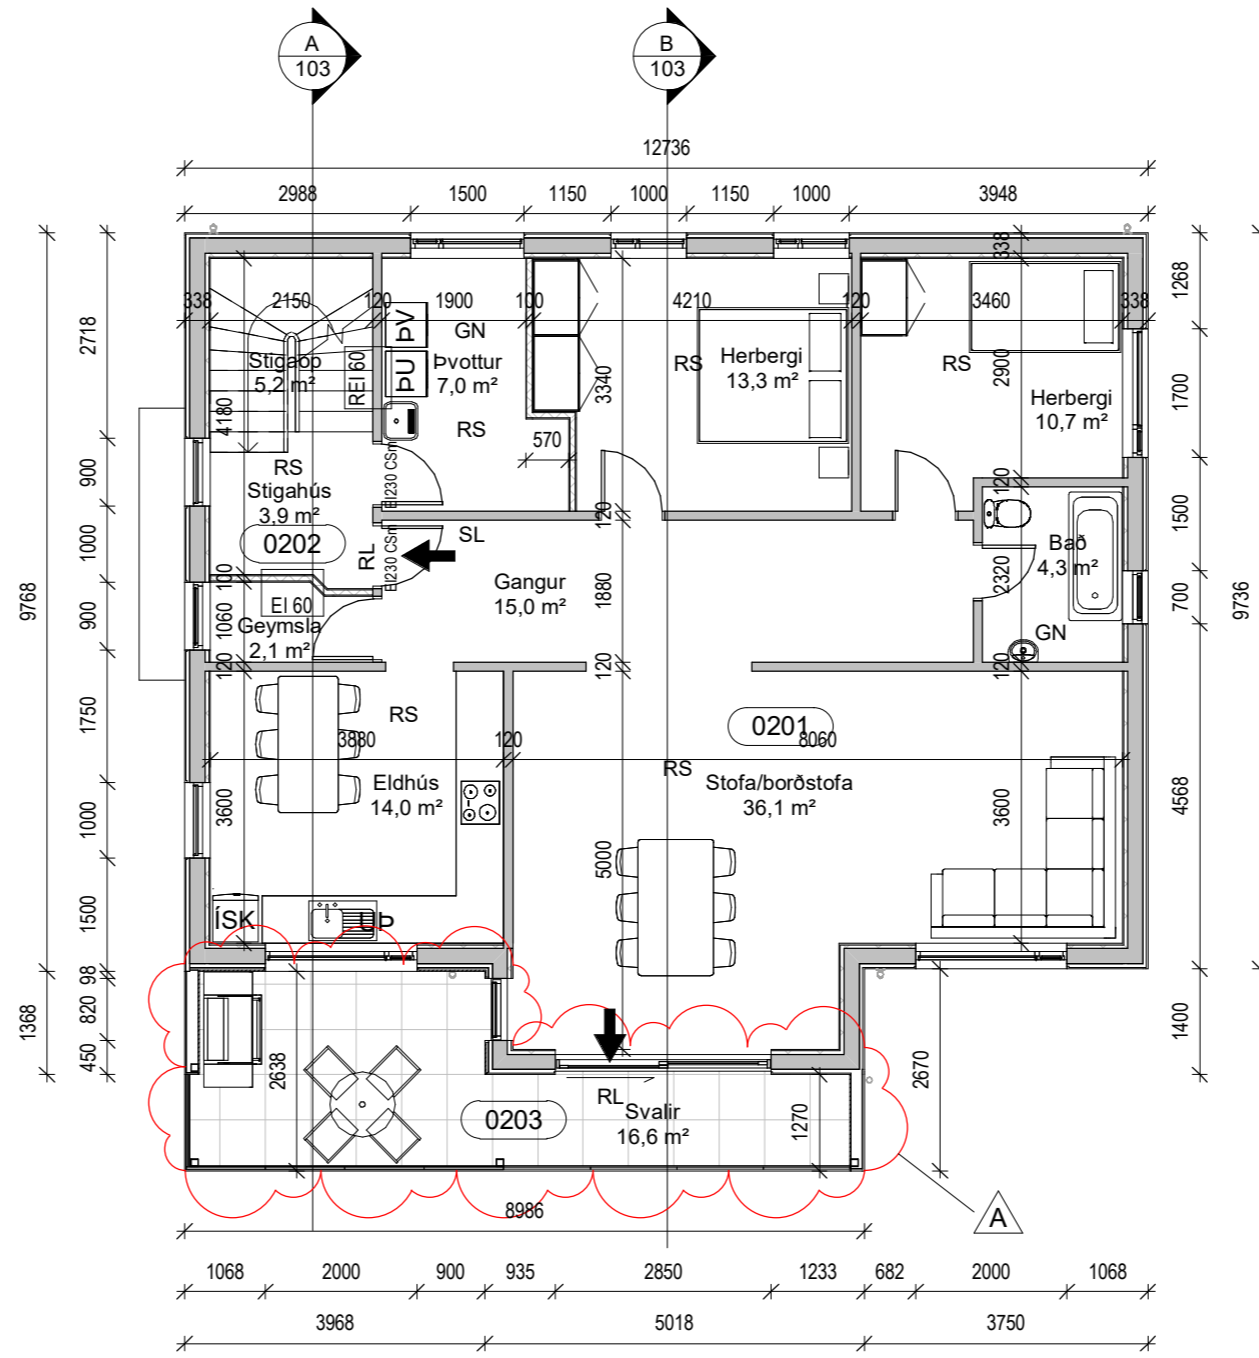 A
103
B
103
12736
2988
1500
1150
1000
1150
1000
3948
338
2150
120
1900
100
4210
120
3460
338
338
2718
900
1000
900
1750
1000
1500
98
820
450
9768
1368
1268
1700
1500
700
4568
1400
9736
Stigaop
5,2 m²
REI 60
ÞV
ÞU
GN
Þvottur
7,0 m²
RS
570
3340
RS
Herbergi
13,3 m²
RS
2900
Herbergi
10,7 m²
4180
RS
Stigahús
3,9 m²
0202
RL
EI230 CSm
EI230 CSm
SL
100
EI 60
1060
Geymsla
2,1 m²
120
Gangur
15,0 m²
120
1880
120
120
2320
Bað
4,3 m²
GN
120
RS
3880
120
0201
8060
RS
Eldhús
14,0 m²
Stofa/borðstofa
36,1 m²
3600
5000
3600
ÍSK
UÞ
2638
0203
RL
Svalir
16,6 m²
1270
2670
A
8986
1068
2000
900
935
2850
1233
682
2000
1068
3968
5018
3750